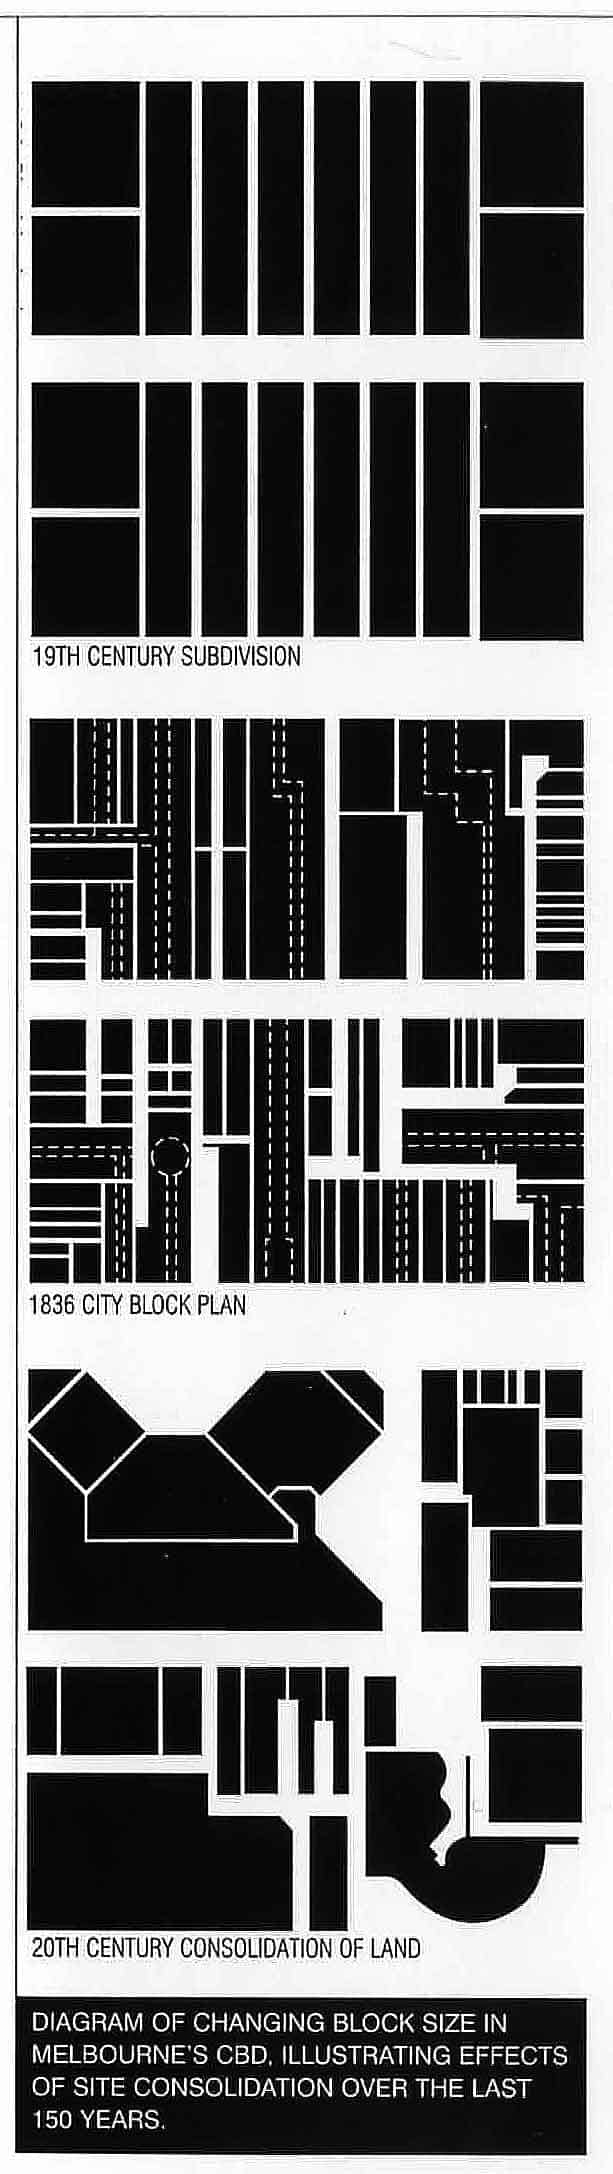 19TH CENTURY SUBDIVISION
1836 CITY BLOCK PLAN
20TH CENTURY CONSOLIDATION OF LAND
DIAGRAM OF CHANGING BLOCK SIZE IN
MELBOURNE'S CBD, ILLUSTRATING EFFECTS
OF SITE CONSOLIDATION OVER THE LAST
150 YEARS.